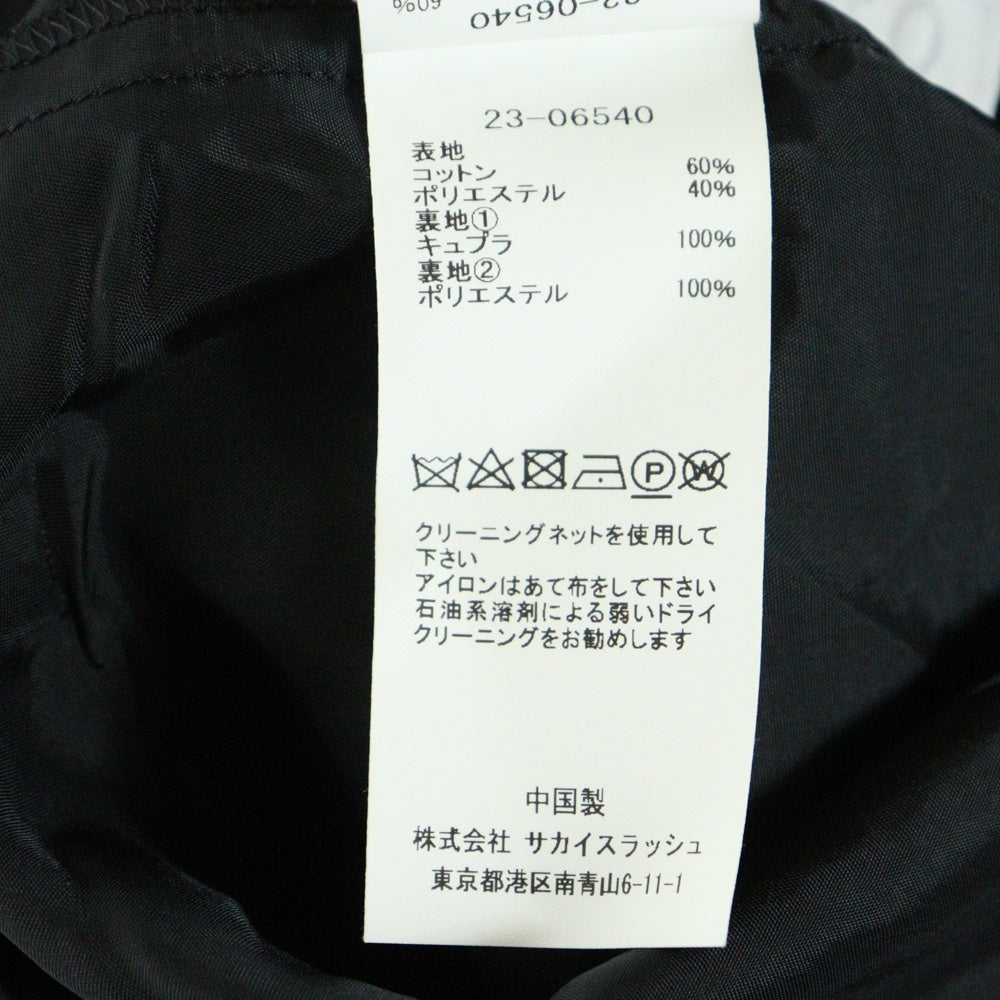 60%
23-06540
23-06540
表地
コットン 60%
ポリエステル 40%
裏地①
キュプラ 100%
裏地②
ポリエステル 100%
P W
クリーニングネットを使用して
下さい
アイロンはあて布をして下さい
石油系溶剤による弱いドライ
クリーニングをお勧めします
中国製
株式会社 サカイスラッシュ
東京都港区南青山6-11-1